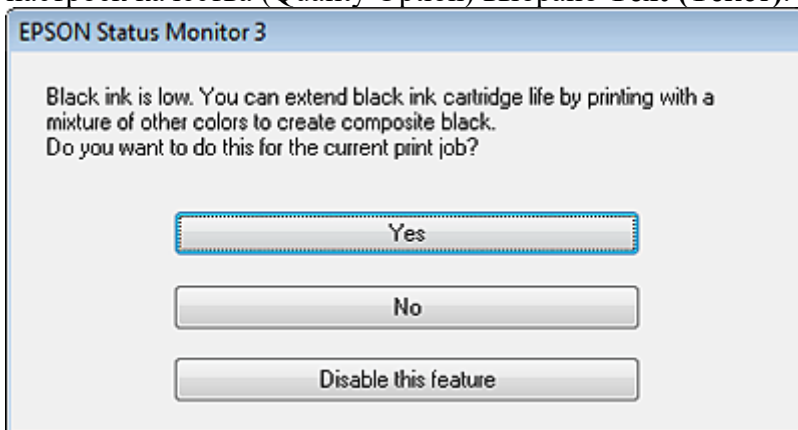 (Quality Option)
EPSON Status Monitor 3
Black ink is low. You can extend black ink cartridge life by printing with a
mixture of other colors to create composite black.
Do you want to do this for the current print job?
Yes
No
Disable this feature